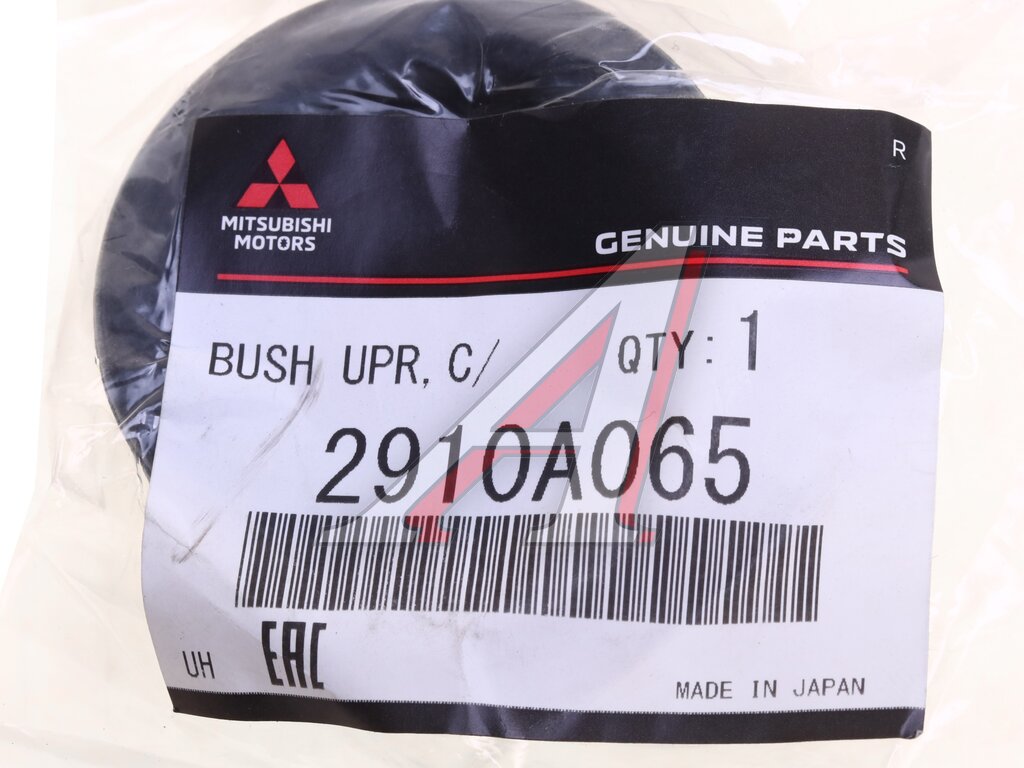 R
MITSUBISHI
MOTORS
GENUINE PARTS
BUSH UPR, C/ QTY: 1
2910A065
UH EAC
MADE IN JAPAN